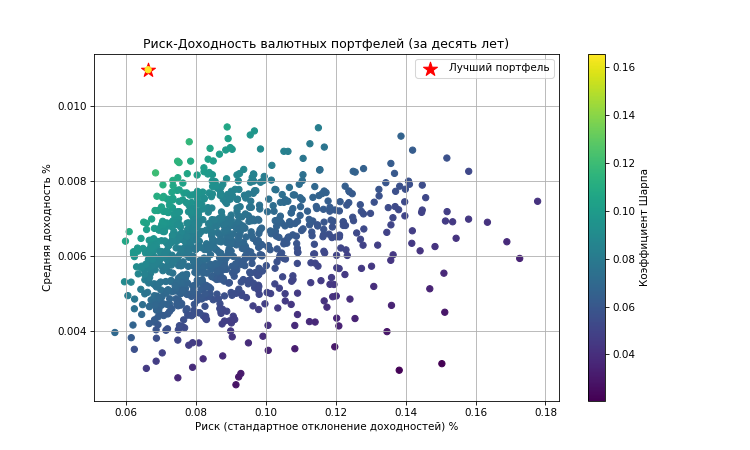 Риск-Доходность валютных портфелей (за десять лет)
Лучший портфель
0.010
0.008
0.006
0.004
Средняя доходность %
0.06 0.08 0.10 0.12 0.14 0.16 0.18
Риск (стандартное отклонение доходностей) %
0.16
0.14
0.12
0.10
0.08
0.06
0.04
Коэффициент Шарпа